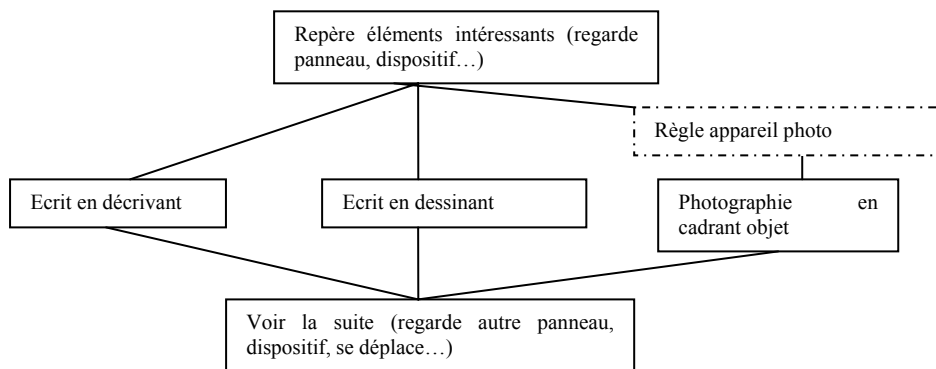 Repère éléments intéressants (regarde
panneau, dispositif…)
Règle appareil photo
Ecrit en décrivant
Ecrit en dessinant
Photographie en
cadrant objet
Voir la suite (regarde autre panneau,
dispositif, se déplace…)